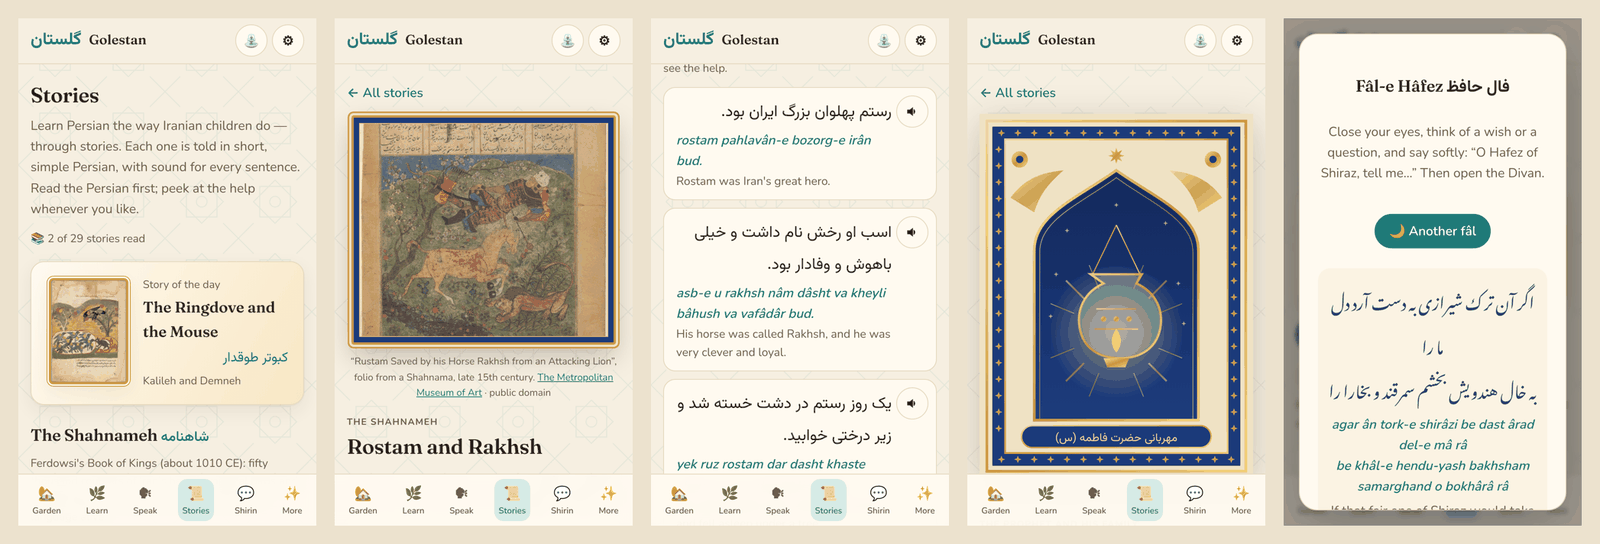 گلستان Golestan
Stories
Learn Persian the way Iranian children do —
through stories. Each one is told in short,
simple Persian, with sound for every sentence.
Read the Persian first; peek at the help
whenever you like.
2 of 29 stories read
Story of the day
The Ringdove and
the Mouse
کبوتر طوقدار
Kalileh and Demneh
The Shahnameh شاهنامه
Ferdowsi's Book of Kings (about 1010 CE): fifty
Garden Learn Speak Stories Shirin More
گلستان Golestan
← All stories
"Rustam Saved by his Horse Rakhsh from an Attacking Lion",
folio from a Shahnama, late 15th century. The Metropolitan
Museum of Art · public domain
THE SHAHNAMEH
Rostam and Rakhsh
Garden Learn Speak Stories Shirin More
گلستان Golestan
see the help.
رستم پهلوان بزرگ ایران بود.
rostam pahlavân-e bozorg-e irân
bud.
Rostam was Iran's great hero.
اسب او رخش نام داشت و خیلی
باهوش و وفادار بود.
asb-e u rakhsh nâm dâsht va kheyli
bâhush va vafâdâr bud.
His horse was called Rakhsh, and he was
very clever and loyal.
یک روز رستم در دشت خسته شد و
زیر درختی خوابید.
yek ruz rostam dar dasht khaste
Garden Learn Speak Stories Shirin More
گلستان Golestan
← All stories
مهربانی حضرت فاطمه (س)
Garden Learn Speak Stories Shirin More
Fâl-e Hâfez فال حافظ
Close your eyes, think of a wish or a
question, and say softly: “O Hafez of
Shiraz, tell me…” Then open the Divan.
Another fâl
اگر آن ترک شیرازی به دست آرد دل
ما را
به خال هندویش بخشم سمرقند و بخارا را
agar ân tork-e shirâzi be dast ârad
del-e mâ râ
be khâl-e hendu-yash bakhsham
samarghand o bokhârâ râ
If that fair one of Shiraz would take